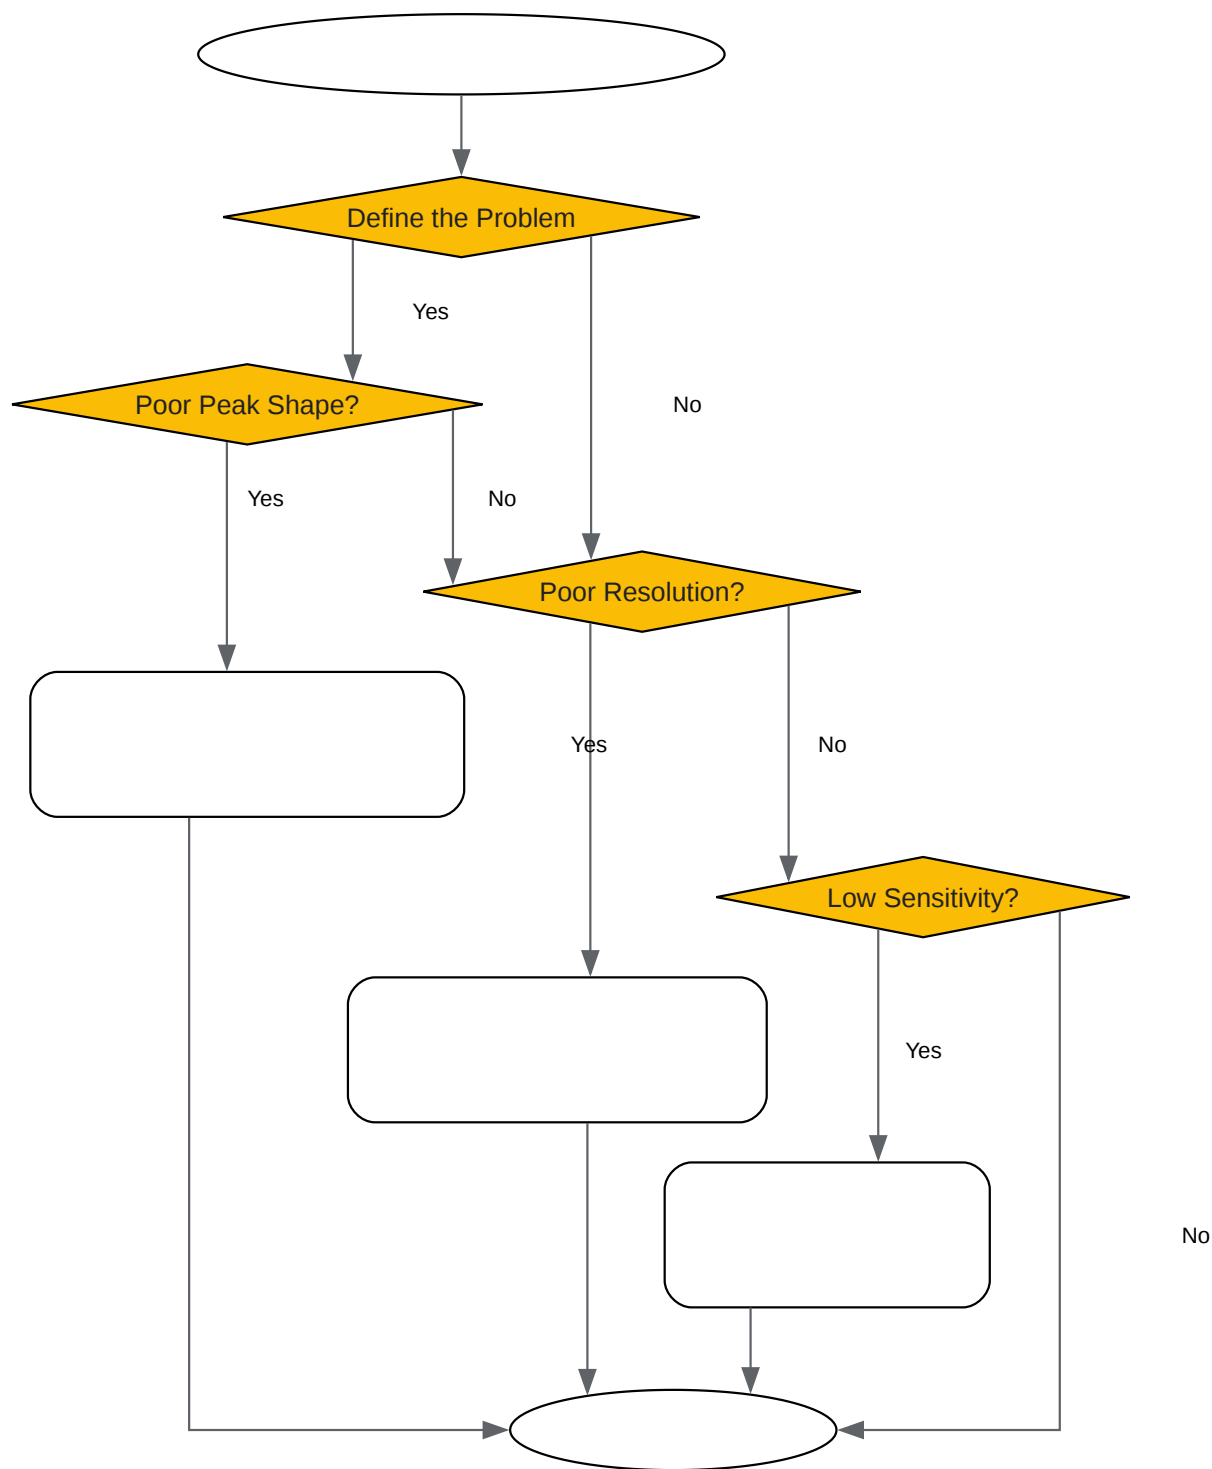 Define the Problem
Yes
Poor Peak Shape?
No
Yes
No
Poor Resolution?
Yes
No
Low Sensitivity?
Yes
No